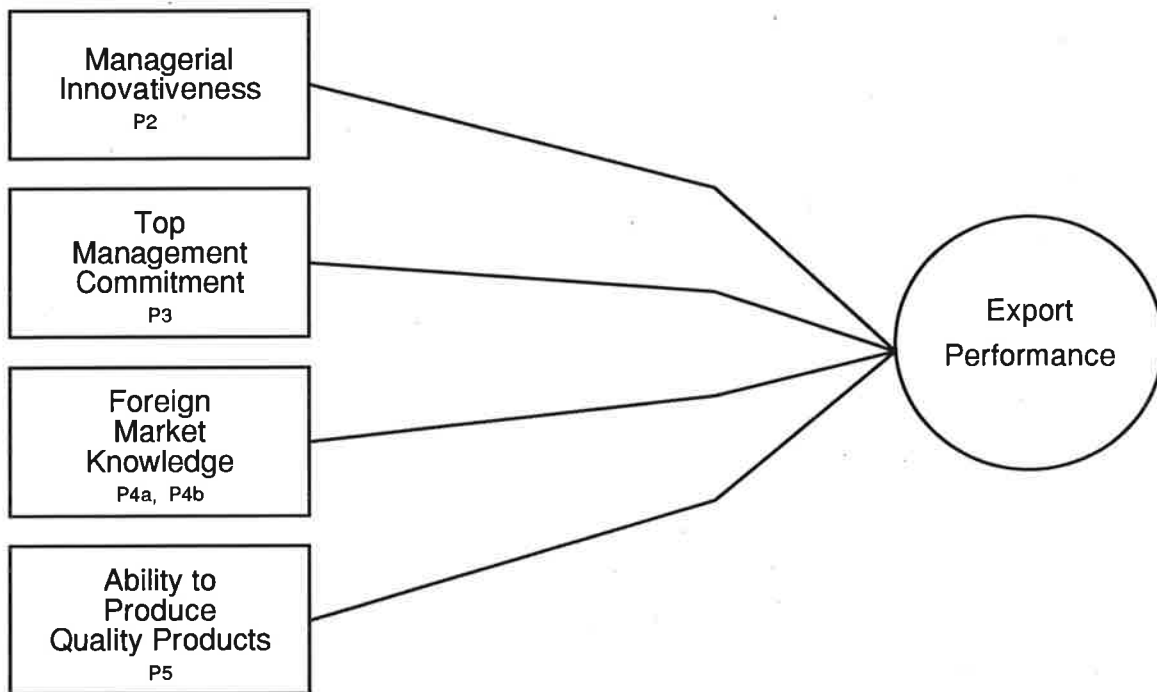 Managerial
Innovativeness
P2
Top
Management
Commitment
P3
Foreign
Market
Knowledge
P4a, P4b
Ability to
Produce
Quality Products
P5
Export
Performance